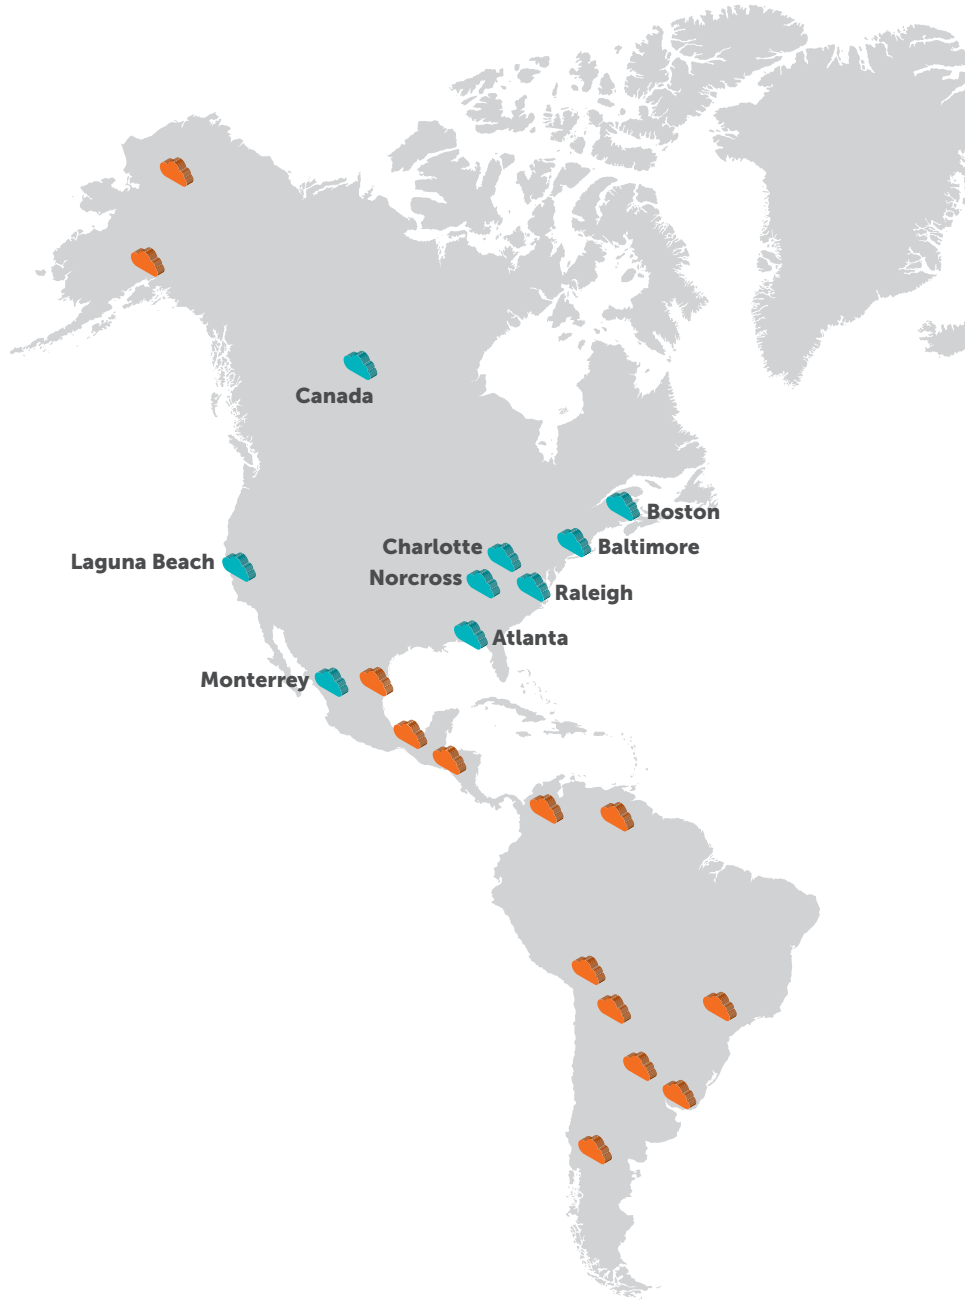 Canada
Boston
Charlotte
Baltimore
Laguna Beach
Norcross
Raleigh
Atlanta
Monterrey